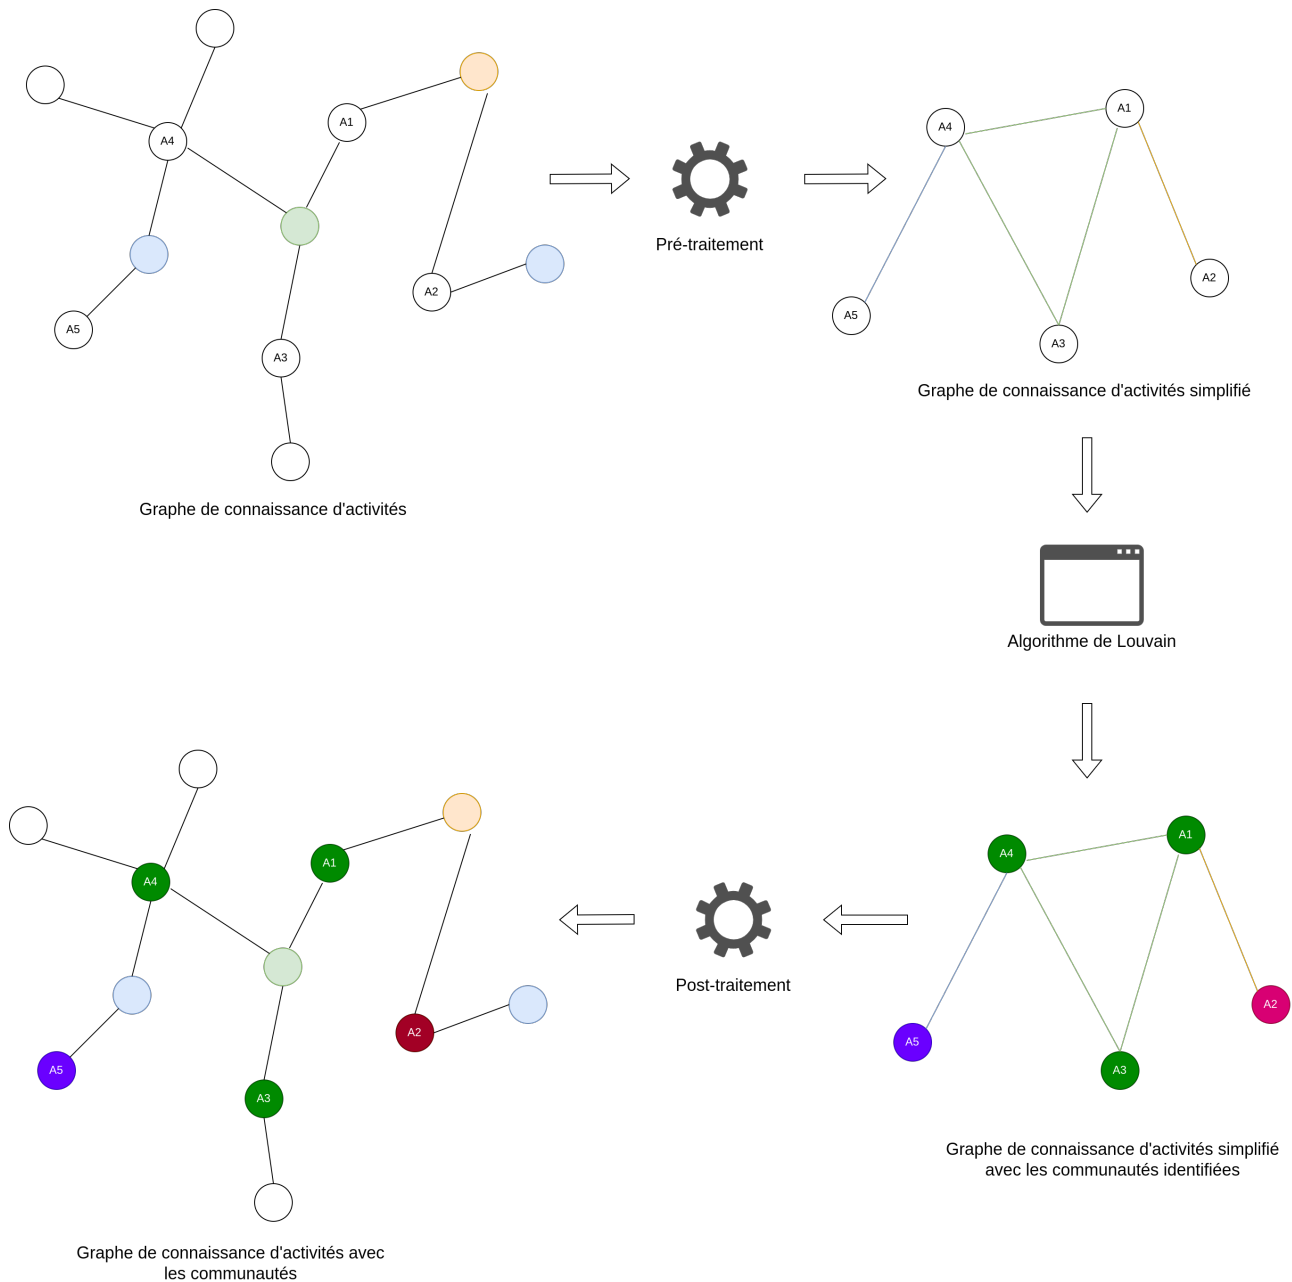 A4
A1
A5
A2
A3
Graphe de connaissance d'activités
Pré-traitement
A4
A1
A5
A2
A3
Graphe de connaissance d'activités simplifié
Algorithme de Louvain
A4
A1
A5
A2
A3
Graphe de connaissance d'activités simplifié
avec les communautés identifiées
Post-traitement
A4
A1
A5
A2
A3
Graphe de connaissance d'activités avec
les communautés